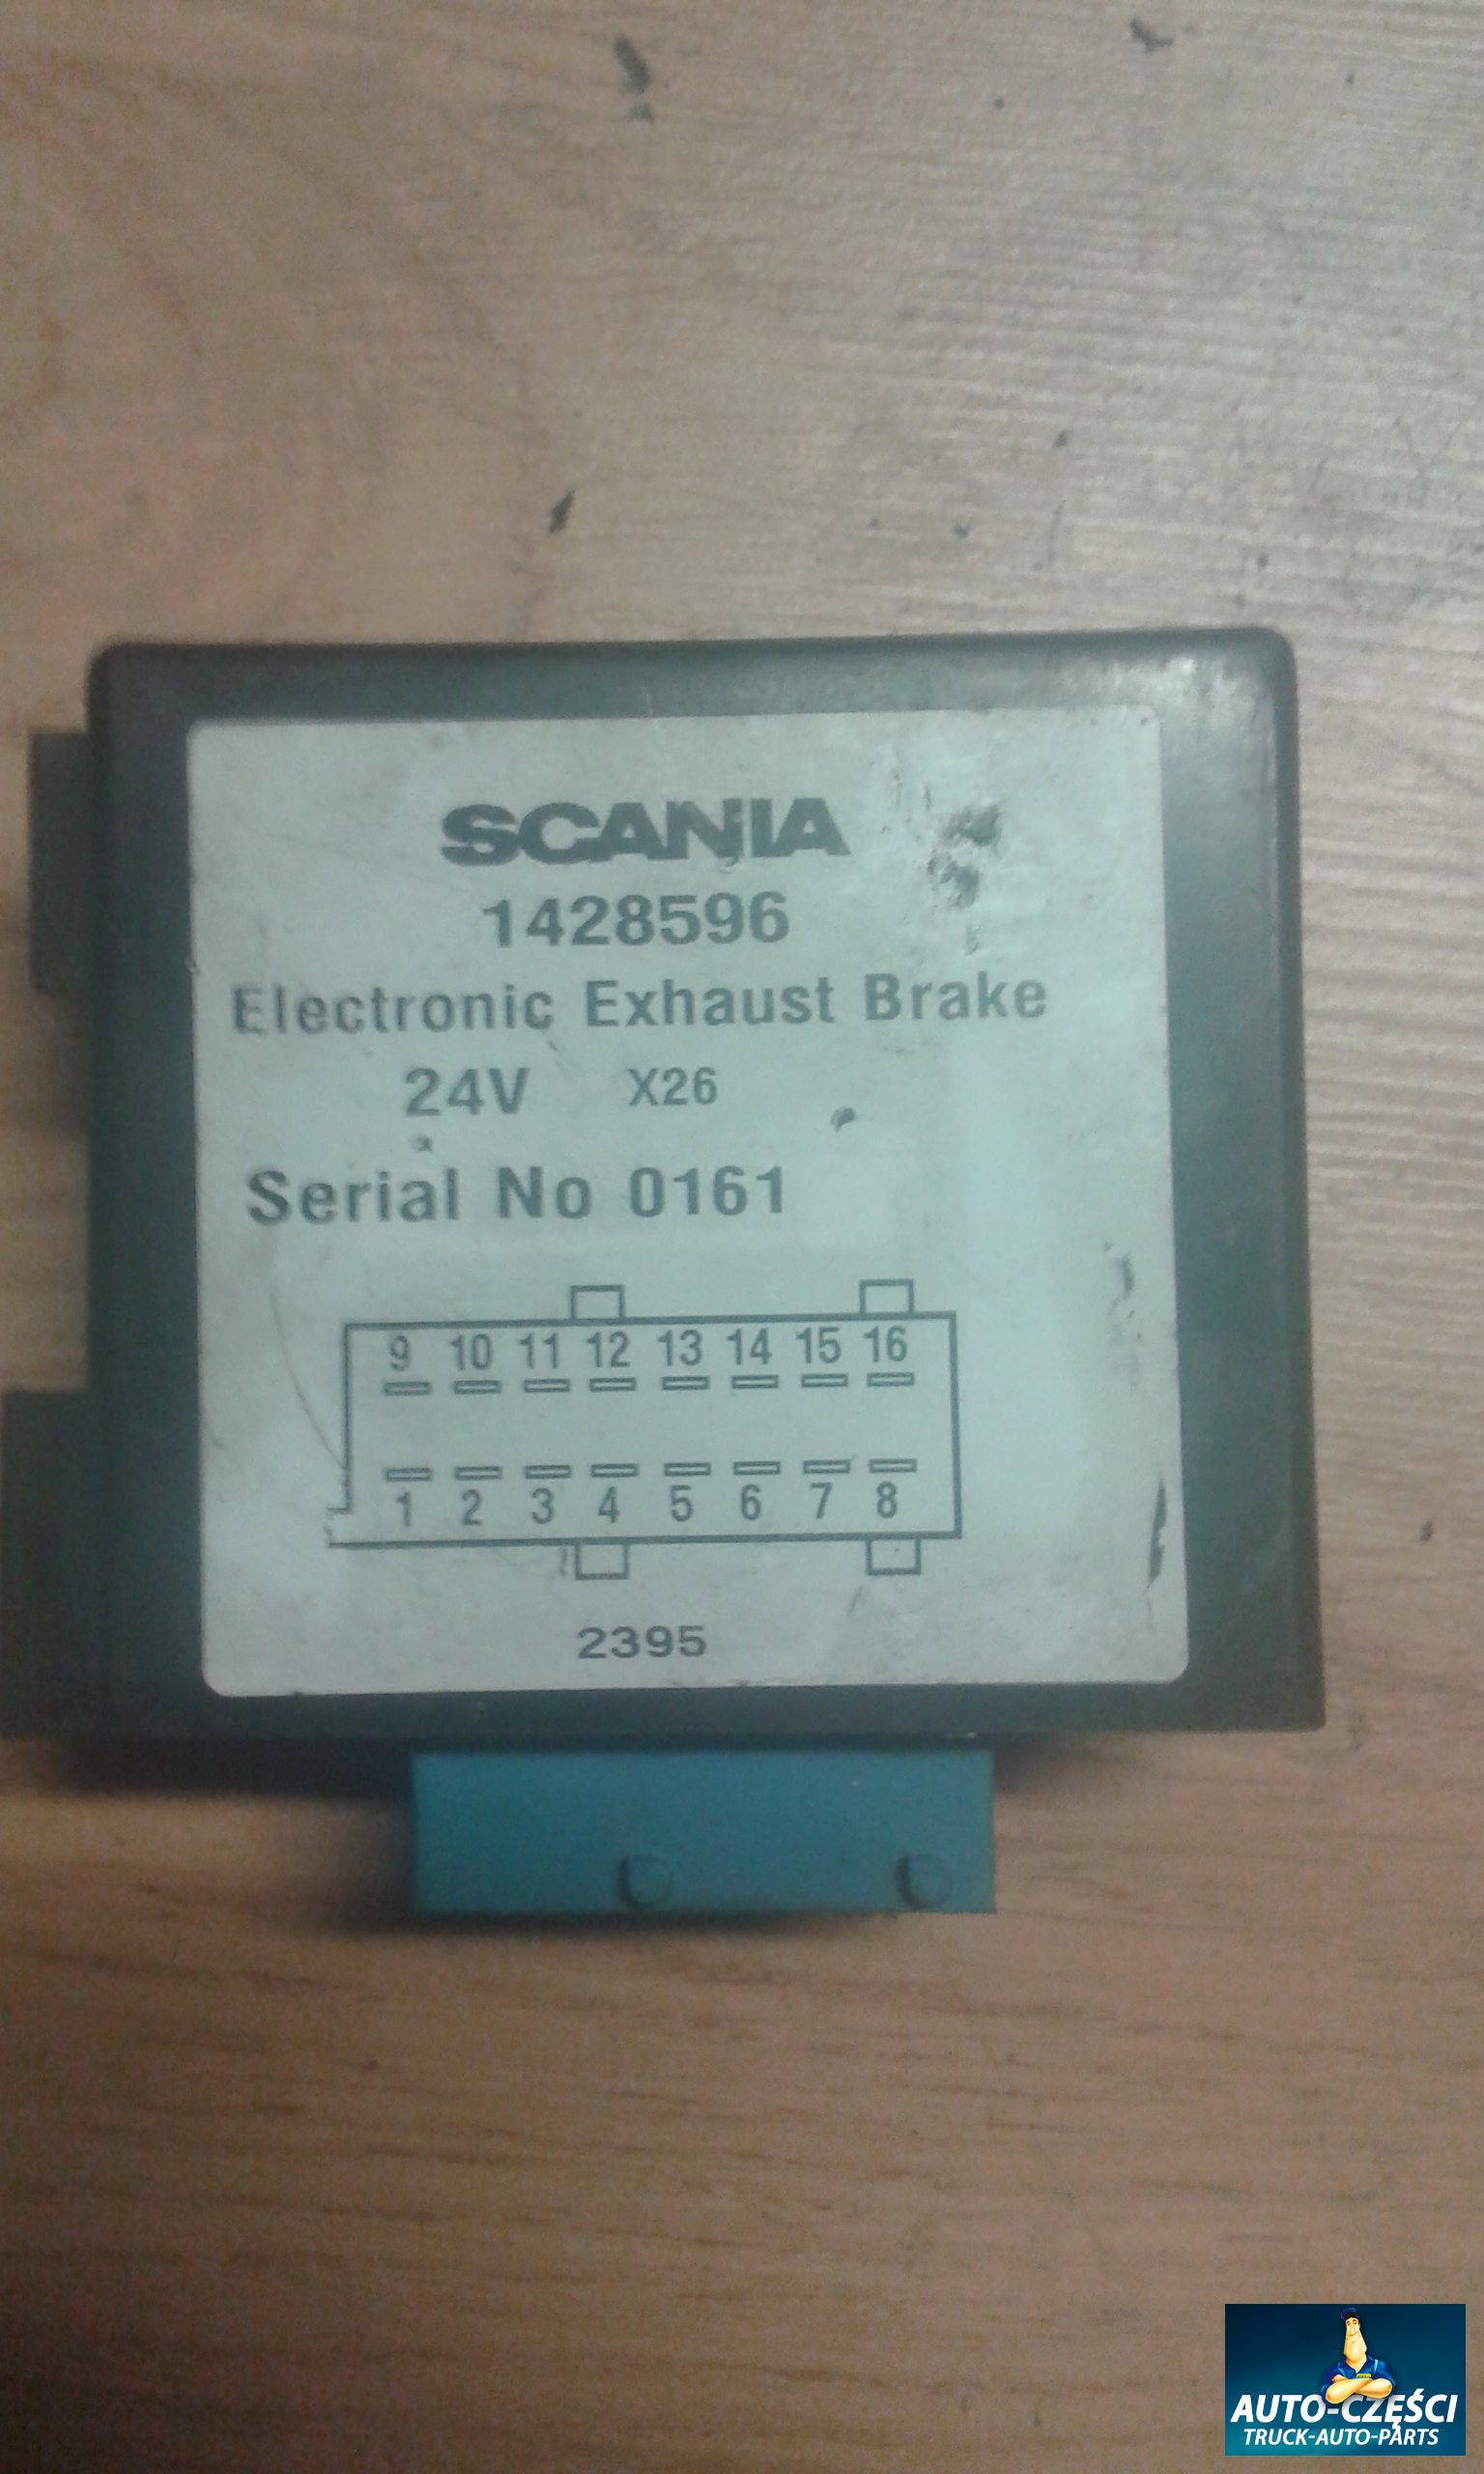 SCANIA
1428596
Electronic Exhaust Brake
24V X26
Serial No 0161
9 10 11 12 13 14 15 16
1 2 3 4 5 6 7 8
2395
AUTO-CZĘŚCI
TRUCK-AUTO-PARTS